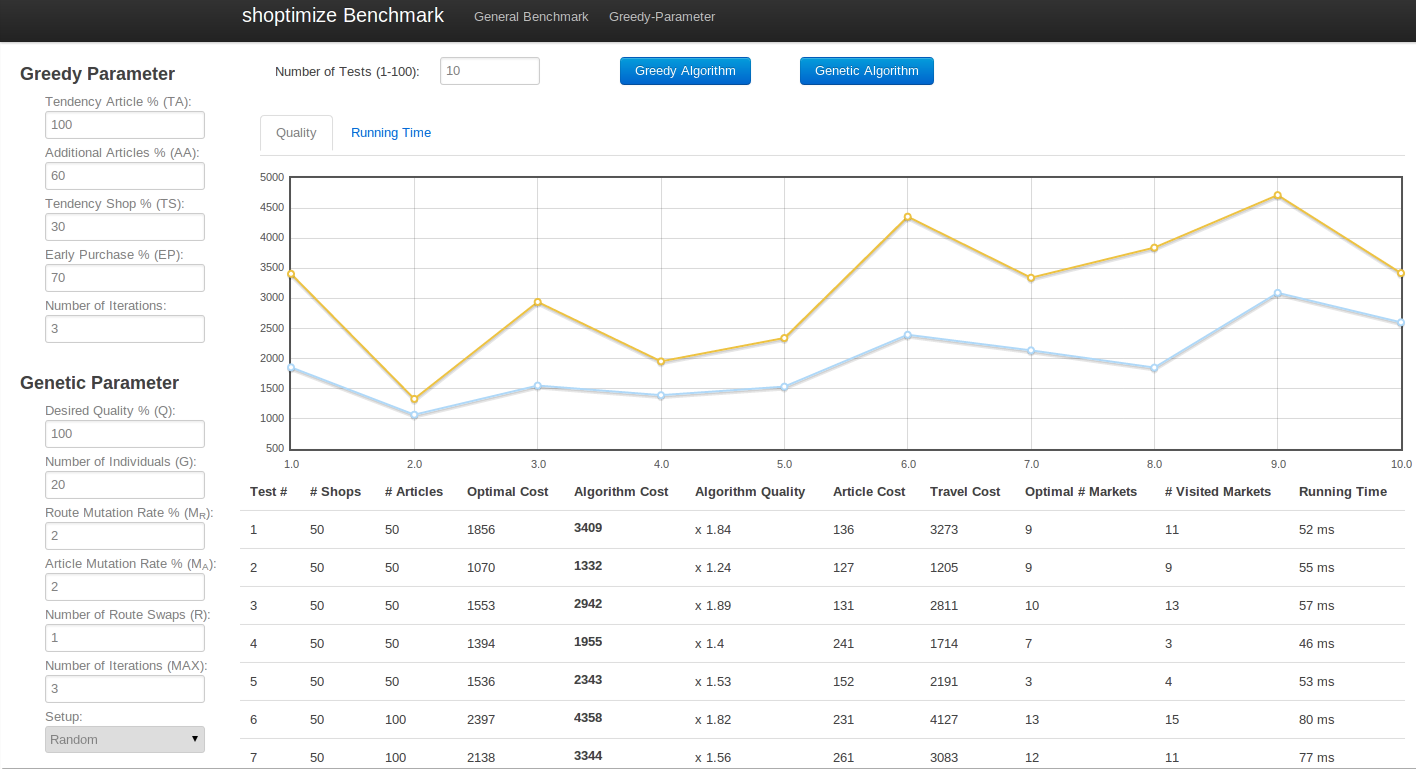 shoptimize Benchmark General Benchmark Greedy-Parameter
Greedy Parameter
Tendency Article % (TA):
100
Additional Articles % (AA):
60
Tendency Shop % (TS):
30
Early Purchase % (EP):
70
Number of Iterations:
3
Genetic Parameter
Desired Quality % (Q):
100
Number of Individuals (G):
20
Route Mutation Rate % (MR):
2
Article Mutation Rate % (MA):
2
Number of Route Swaps (R):
1
Number of Iterations (MAX):
3
Setup:
Random
Number of Tests (1-100): 10 Greedy Algorithm Genetic Algorithm
Quality Running Time
5000
4500
4000
3500
3000
2500
2000
1500
1000
500
1.0 2.0 3.0 4.0 5.0 6.0 7.0 8.0 9.0 10.0
Test # # Shops # Articles Optimal Cost Algorithm Cost Algorithm Quality Article Cost Travel Cost Optimal # Markets # Visited Markets Running Time
1 50 50 1856 3409 x 1.84 136 3273 9 11 52 ms
2 50 50 1070 1332 x 1.24 127 1205 9 9 55 ms
3 50 50 1553 2942 x 1.89 131 2811 10 13 57 ms
4 50 50 1394 1955 x 1.4 241 1714 7 3 46 ms
5 50 50 1536 2343 x 1.53 152 2191 3 4 53 ms
6 50 100 2397 4358 x 1.82 231 4127 13 15 80 ms
7 50 100 2138 3344 x 1.56 261 3083 12 11 77 ms